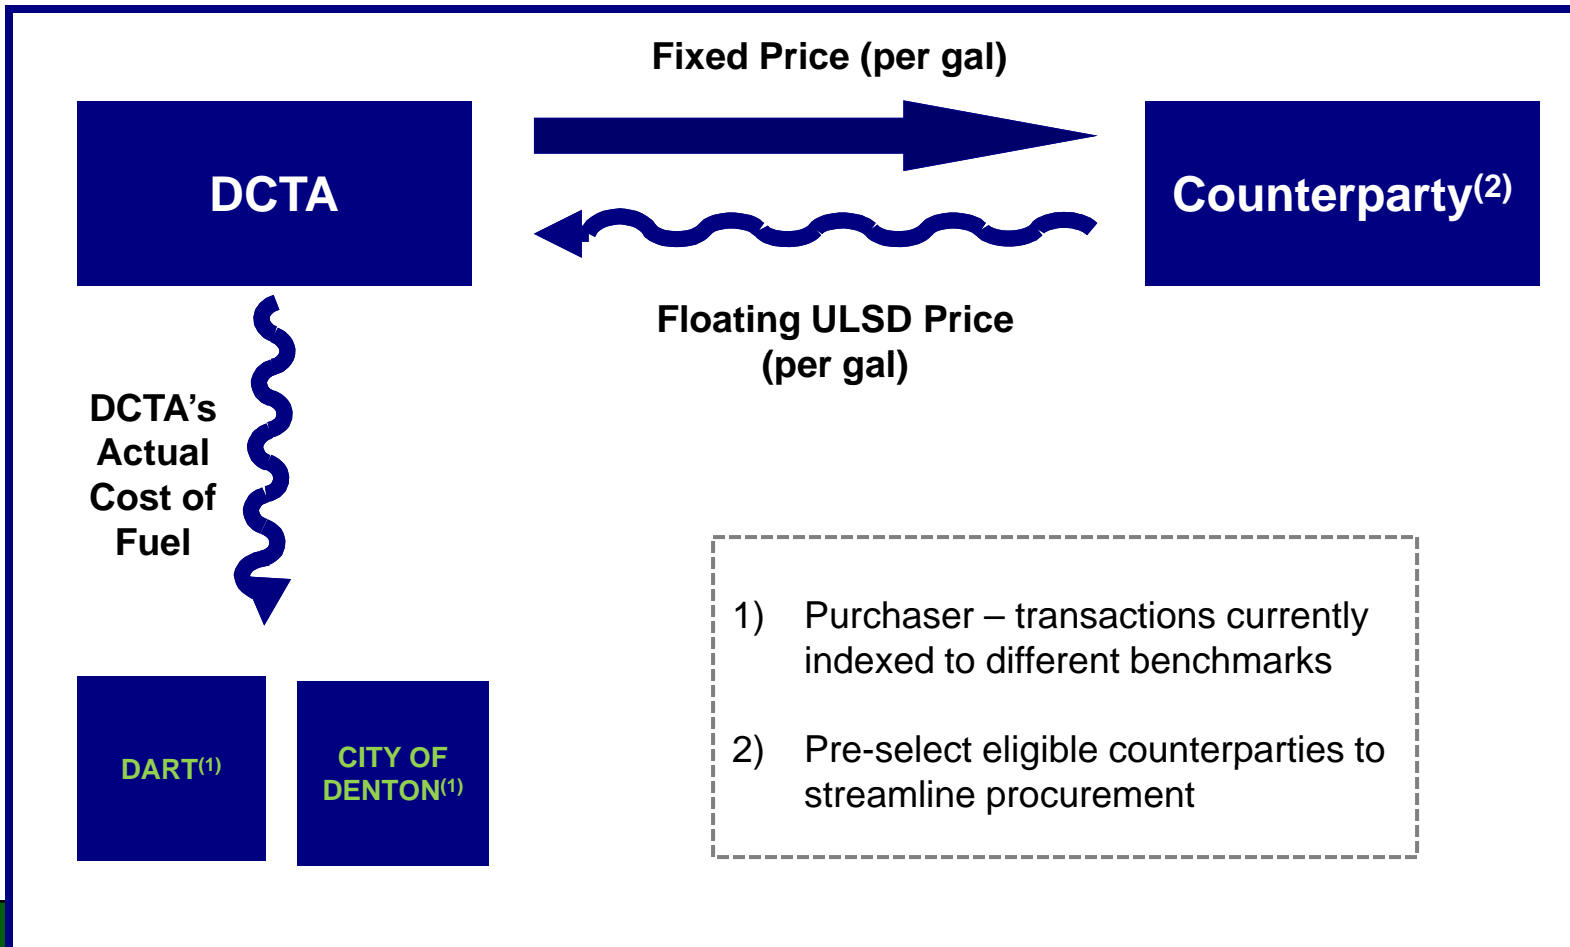 Fixed Price (per gal)
DCTA
Counterparty(2)
Floating ULSD Price
(per gal)
DCTA’s
Actual
Cost of
Fuel
DART(1)
CITY OF
DENTON(1)
1) Purchaser – transactions currently
indexed to different benchmarks
2) Pre-select eligible counterparties to
streamline procurement